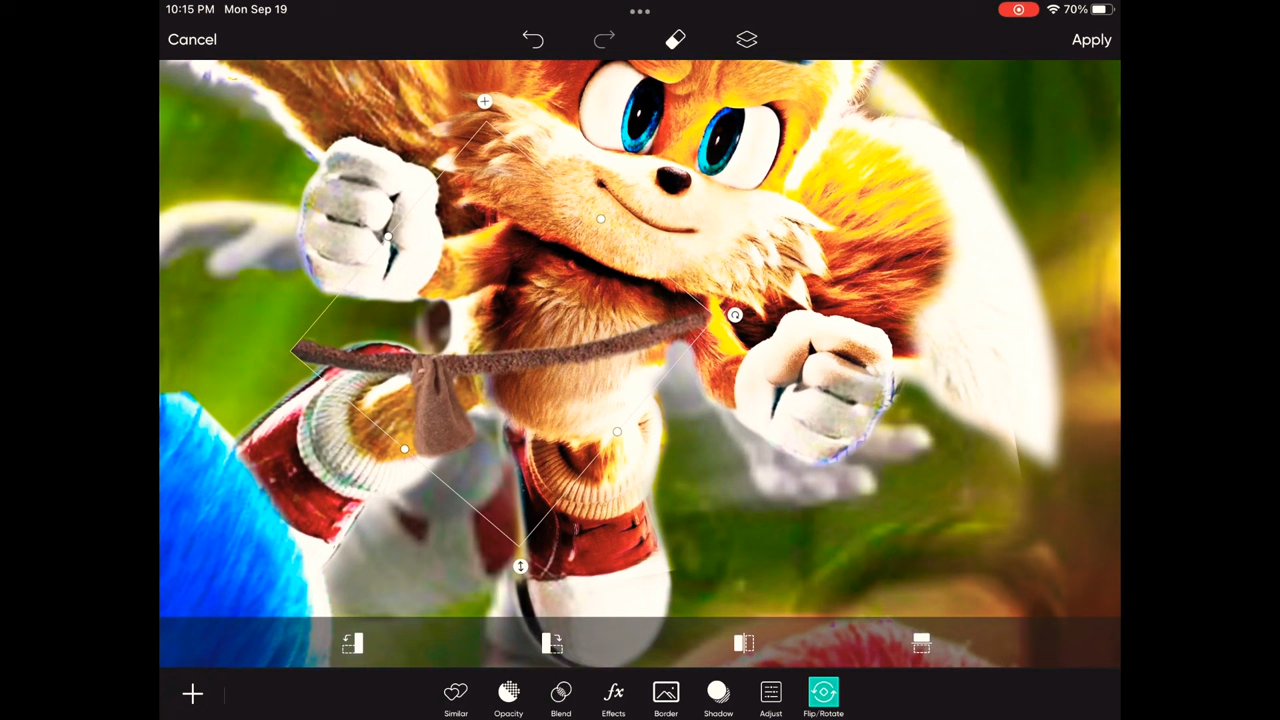 10:15 PM Mon Sep 19
70%
Cancel
Apply
Similar
Opacity
Blend
Effects
Border
Shadow
Adjust
Flip/Rotate